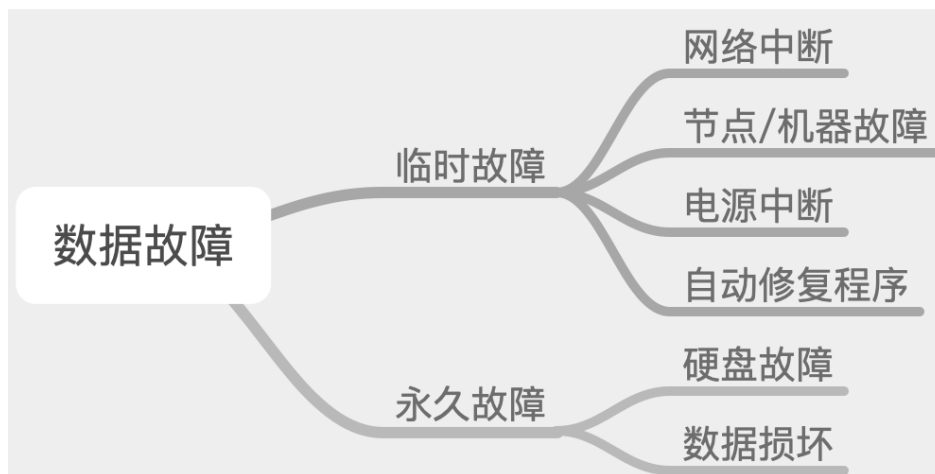 网络中断
节点/机器故障
临时故障
电源中断
数据故障
自动修复程序
硬盘故障
永久故障
数据损坏